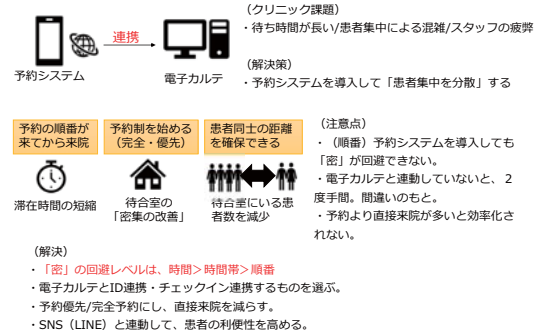 （クリニック課題）
・待ち時間が長い/患者集中による混雑/スタッフの疲弊
連携
（解決策）
予約システム
電子カルテ
・予約システムを導入して「患者集中を分散」する
予約の順番が
来てから来院
予約制を始める
（完全・優先）
患者同士の距離
を確保できる
滞在時間の短縮
待合室の
「密集の改善」
待合室にいる患
者数を減少
（注意点）
・（順番）予約システムを導入しても
「密」が回避できない。
・電子カルテと連動していないと、２
度手間。間違いのもと。
・予約より直接来院が多いと効率化さ
れない。
（解決）
・「密」の回避レベルは、時間＞時間帯＞順番
・電子カルテとID連携・チェックイン連携するものを選ぶ。
・予約優先/完全予約にし、直接来院を減らす。
・SNS（LINE）と連動して、患者の利便性を高める。